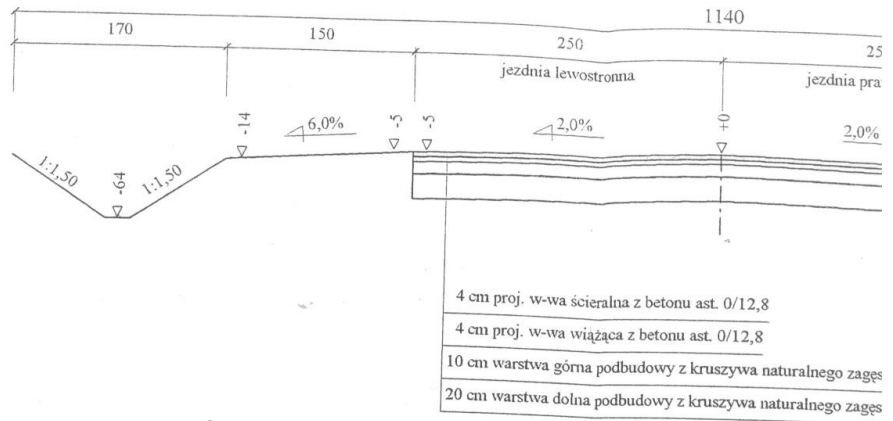 1140
170 150 250 25
jezdnia lewostronna jezdnia pra
-14 6,0% -5 -5 2,0% +0 2,0%
1:1,50 -64 1:1,50
4 cm proj. w-wa ścieralna z betonu ast. 0/12,8
4 cm proj. w-wa wiążąca z betonu ast. 0/12,8
10 cm warstwa górna podbudowy z kruszywa naturalnego zagęs
20 cm warstwa dolna podbudowy z kruszywa naturalnego zagęs